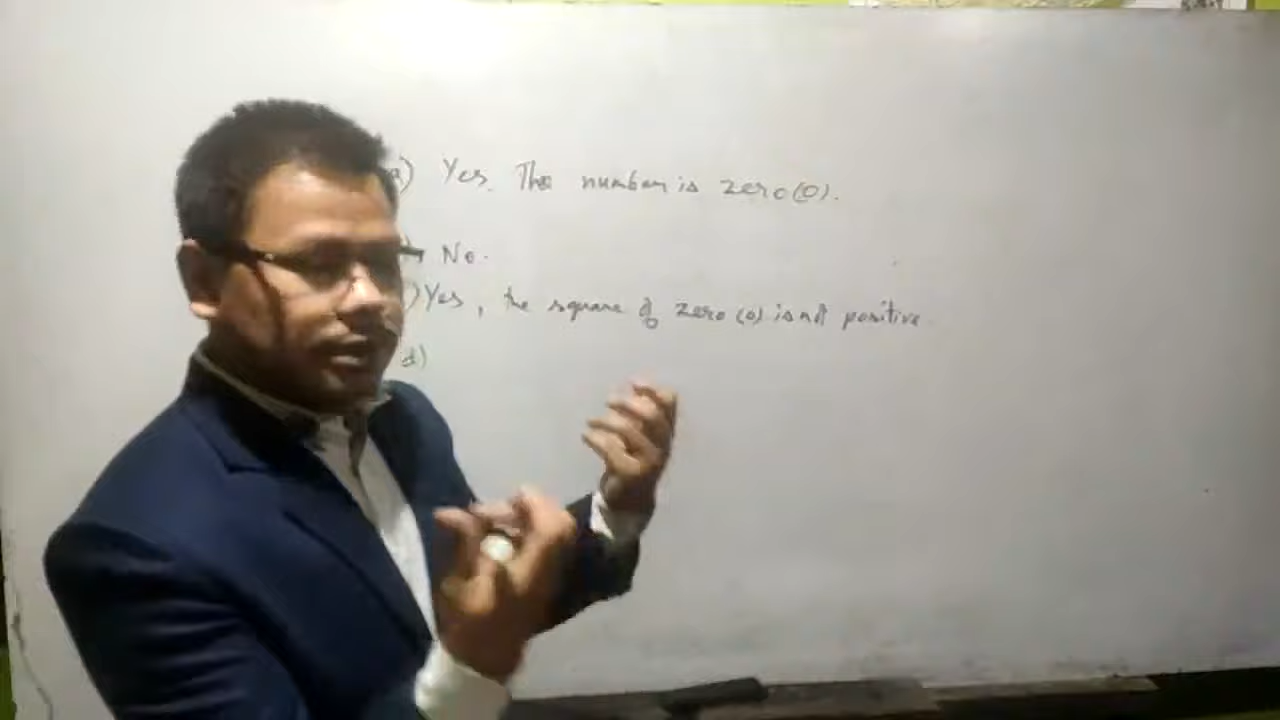 a) Yes. The number is zero (0).
No.
) Yes, the square of zero (0) is not positive
d)